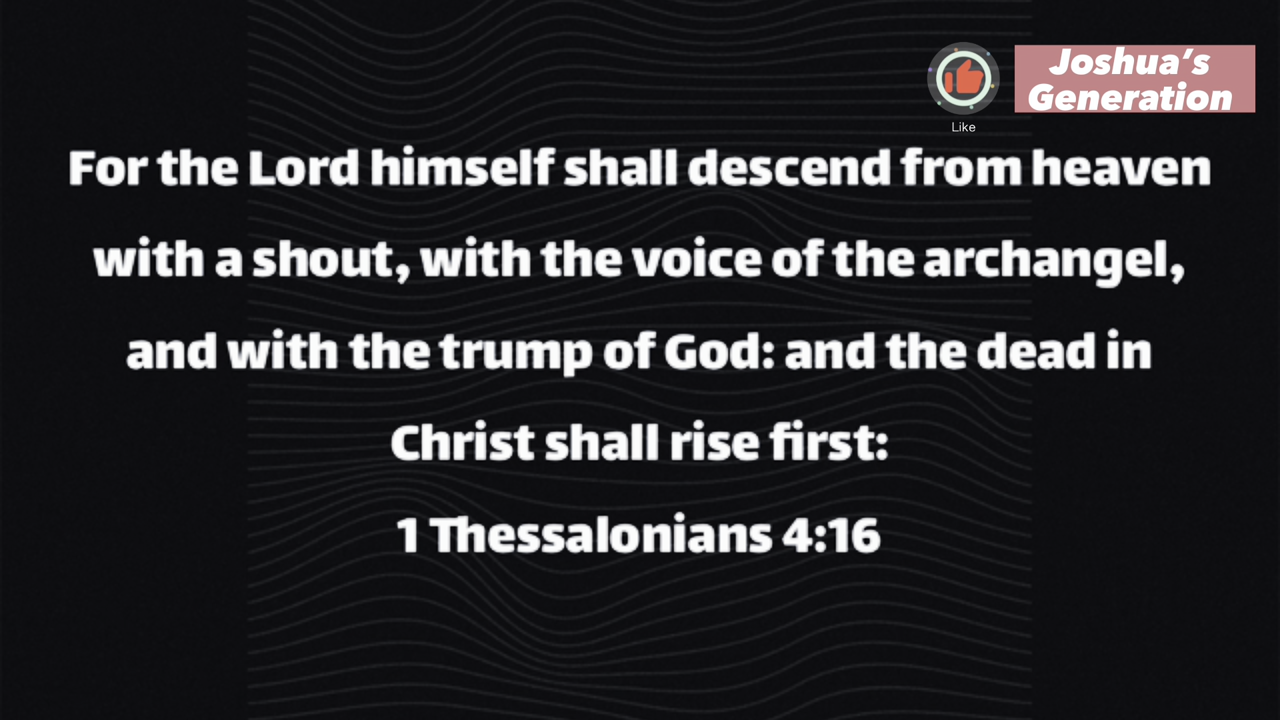 Joshua's
Generation
Like
For the Lord himself shall descend from heaven
with a shout, with the voice of the archangel,
and with the trump of God: and the dead in
Christ shall rise first:
1 Thessalonians 4:16